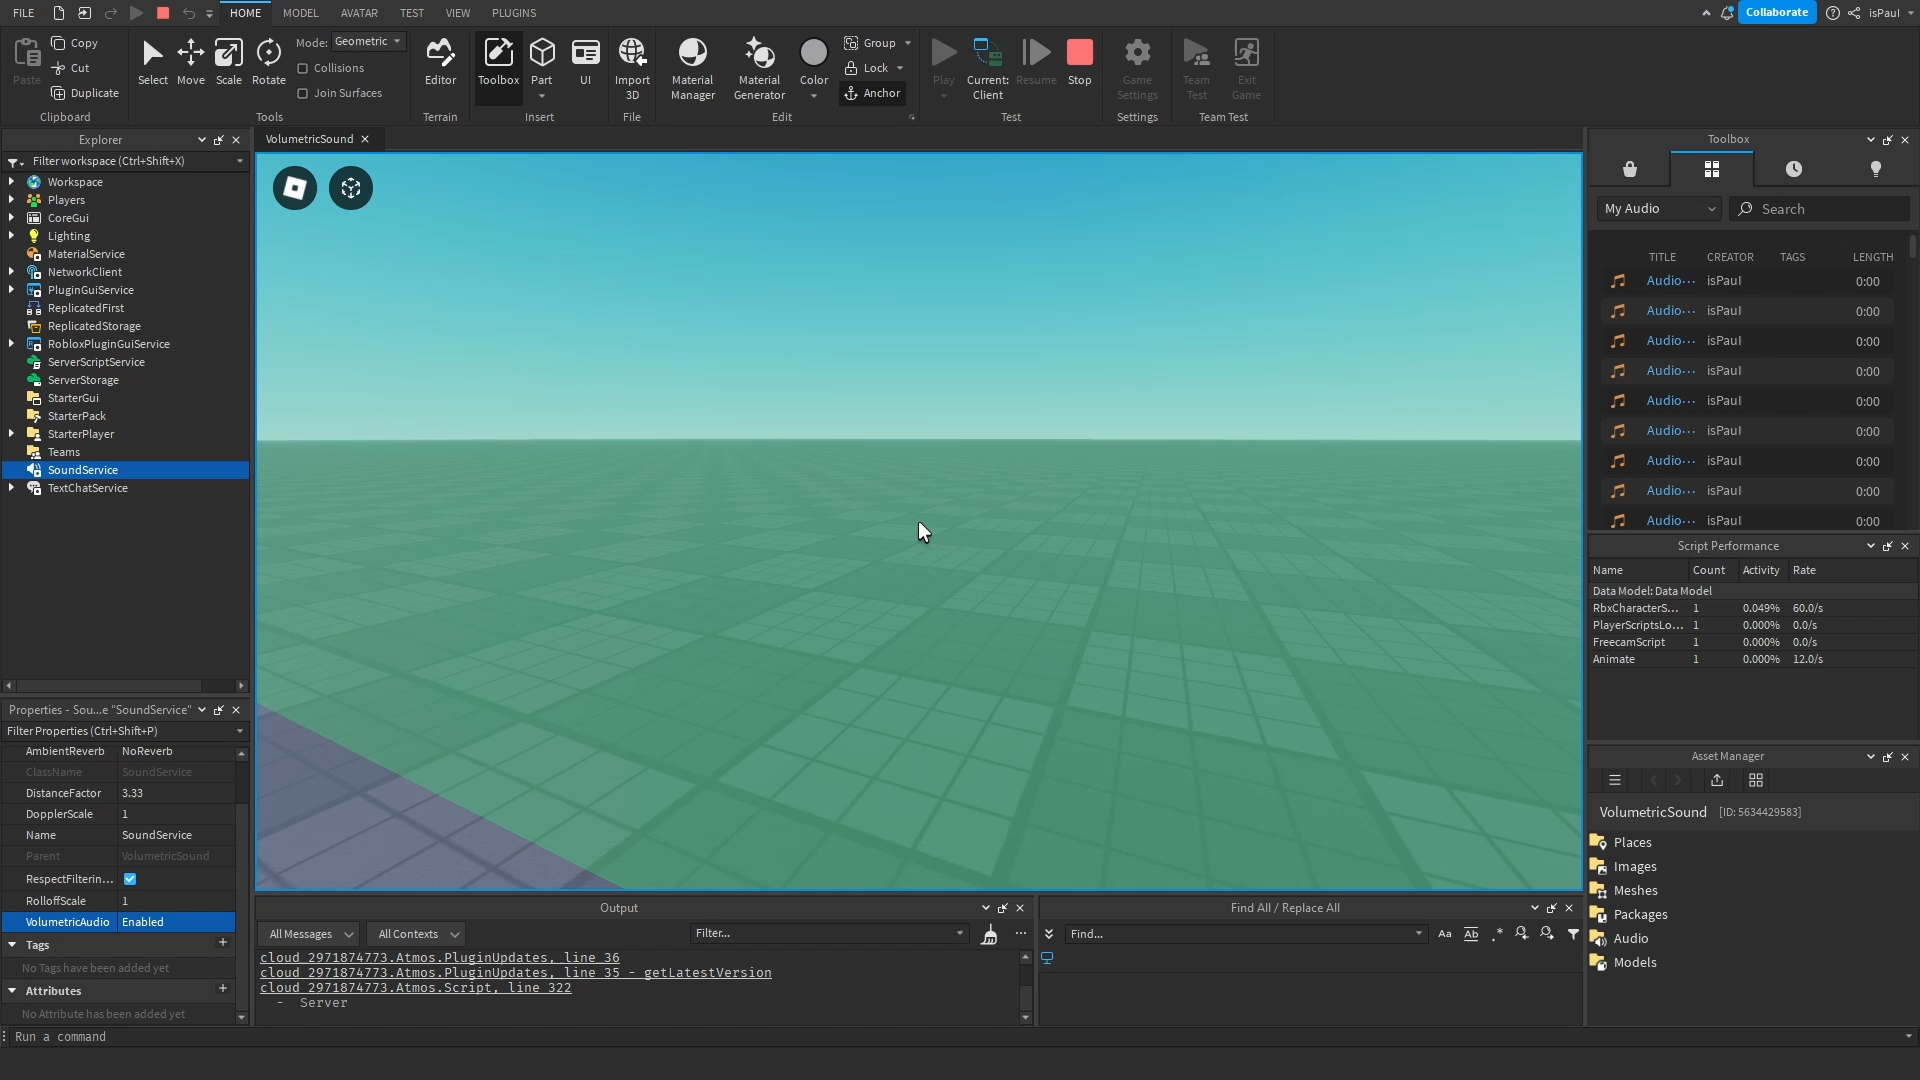 FILE HOME MODEL AVATAR TEST VIEW PLUGINS Collaborate isPaul
Paste Copy Cut Duplicate
Select Move Scale Rotate
Mode: Geometric
Collisions
Join Surfaces
Editor Toolbox Part UI Import 3D
Material Manager Material Generator Color
Group
Lock
Anchor
Play Current: Client Resume Stop
Game Settings Team Test Exit Game
Clipboard Tools Terrain Insert File Edit Test Settings Team Test
Explorer
Filter workspace (Ctrl+Shift+X)
Workspace
Players
CoreGui
Lighting
MaterialService
NetworkClient
PluginGuiService
ReplicatedFirst
ReplicatedStorage
RobloxPluginGuiService
ServerScriptService
ServerStorage
StarterGui
StarterPack
StarterPlayer
Teams
SoundService
TextChatService
Properties - Sou...e "SoundService"
Filter Properties (Ctrl+Shift+P)
AmbientReverb NoReverb
ClassName SoundService
DistanceFactor 3.33
DopplerScale 1
Name SoundService
Parent VolumetricSound
RespectFilterin...
RolloffScale 1
VolumetricAudio Enabled
Tags +
No Tags have been added yet
Attributes +
No Attribute has been added yet
VolumetricSound
Output
All Messages All Contexts Filter...
cloud_2971874773.Atmos.PluginUpdates, line 36
cloud_2971874773.Atmos.PluginUpdates, line 35 - getLatestVersion
cloud_2971874773.Atmos.Script, line 322
- Server
Find All / Replace All
Find... Aa Ab .*
Toolbox
My Audio Search
TITLE CREATOR TAGS LENGTH
Audio... isPaul 0:00
Audio... isPaul 0:00
Audio... isPaul 0:00
Audio... isPaul 0:00
Audio... isPaul 0:00
Audio... isPaul 0:00
Audio... isPaul 0:00
Audio... isPaul 0:00
Audio... isPaul 0:00
Script Performance
Name Count Activity Rate
Data Model: Data Model
RbxCharacterS... 1 0.049% 60.0/s
PlayerScriptsLo... 1 0.000% 0.0/s
FreecamScript 1 0.000% 0.0/s
Animate 1 0.000% 12.0/s
Asset Manager
VolumetricSound [ID: 5634429583]
Places
Images
Meshes
Packages
Audio
Models
Run a command